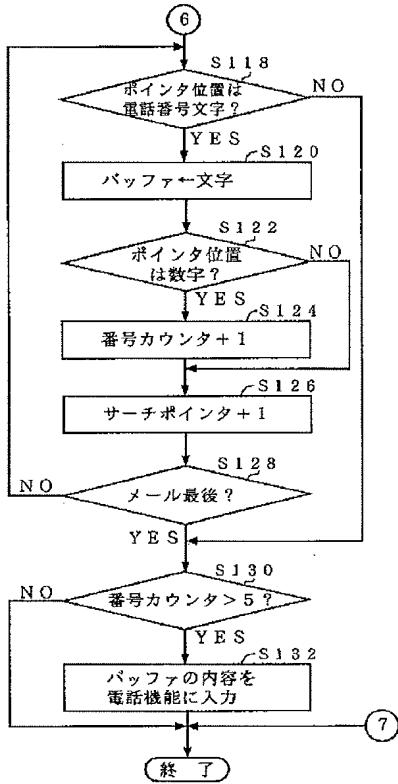 6
S118
ポインタ位置は
電話番号文字？
NO
YES
S120
バッファ←文字
S122
ポインタ位置
は数字？
NO
YES
S124
番号カウンタ＋1
S126
サーチポインタ＋1
S128
メール最後？
NO
YES
S130
番号カウンタ＞5？
NO
YES
S132
バッファの内容を
電話機能に入力
7
終 了